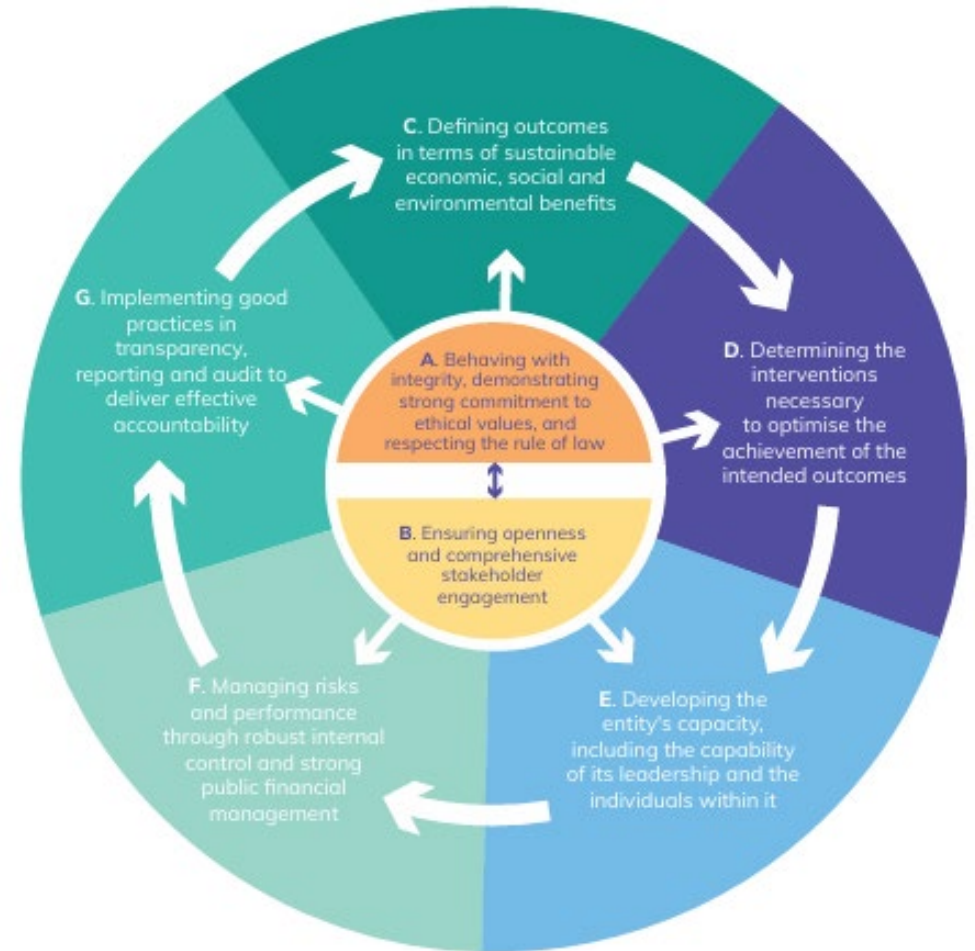 C. Defining outcomes
in terms of sustainable
economic, social and
environmental benefits
G. Implementing good
practices in
transparency,
reporting and audit to
deliver effective
accountability
A. Behaving with
integrity, demonstrating
strong commitment to
ethical values, and
respecting the rule of law
D. Determining the
interventions
necessary
to optimise the
achievement of the
intended outcomes
B. Ensuring openness
and comprehensive
stakeholder
engagement
F. Managing risks
and performance
through robust internal
control and strong
public financial
management
E. Developing the
entity's capacity,
including the capability
of its leadership and the
individuals within it